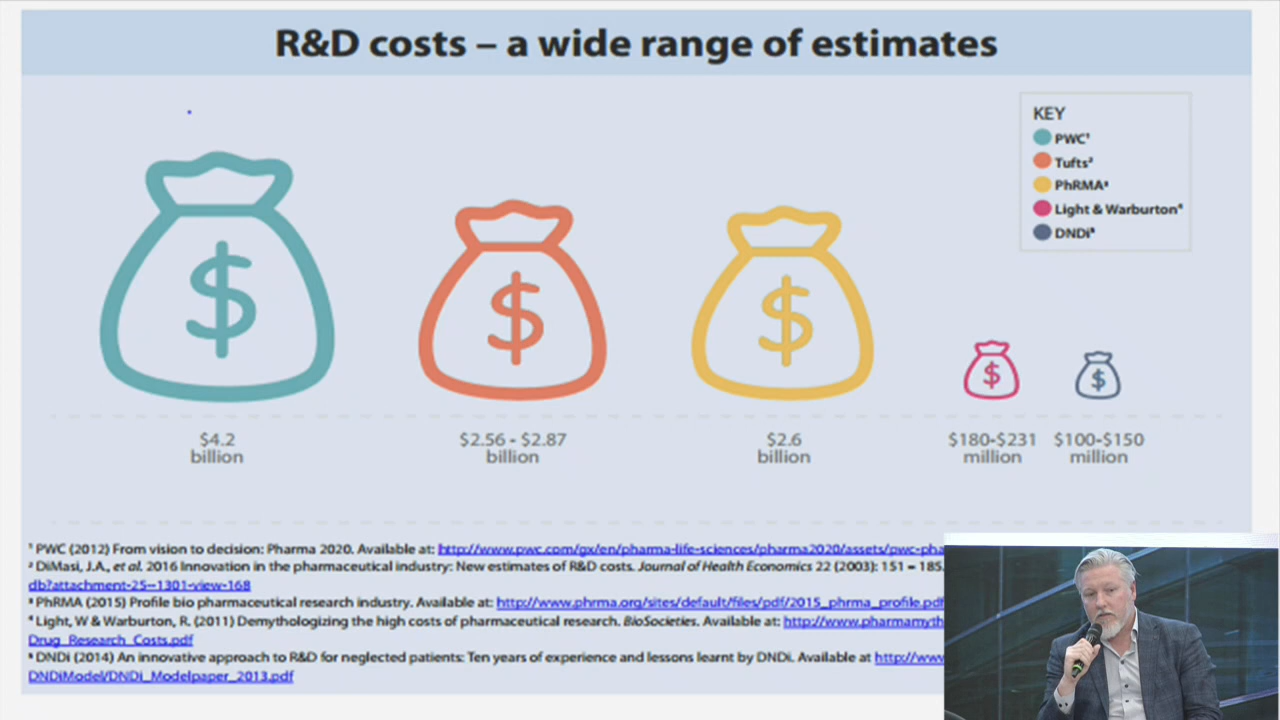 R&D costs – a wide range of estimates
KEY
PWC¹
Tufts²
PhRMA³
Light & Warburton⁴
DNDi⁵
$
$
$
$
$
$4.2
billion
$2.56 - $2.87
billion
$2.6
billion
$180-$231
million
$100-$150
million
¹ PWC (2012) From vision to decision: Pharma 2020. Available at: http://www.pwc.com/gx/en/pharma-life-sciences/pharma2020/assets/pwc-pha
² DiMasi, J.A., et al. 2016 Innovation in the pharmaceutical industry: New estimates of R&D costs. Journal of Health Economics 22 (2003): 151 – 185.
db?attachment-25--1301-view-168
³ PhRMA (2015) Profile bio pharmaceutical research industry. Available at: http://www.phrma.org/sites/default/files/pdf/2015_phrma_profile.pdf
⁴ Light, W & Warburton, R. (2011) Demythologizing the high costs of pharmaceutical research. BioSocieties. Available at: http://www.pharmamyth
Drug_Research_Costs.pdf
⁵ DNDi (2014) An innovative approach to R&D for neglected patients: Ten years of experience and lessons learnt by DNDi. Available at http://www
DNDiModel/DNDi_Modelpaper_2013.pdf